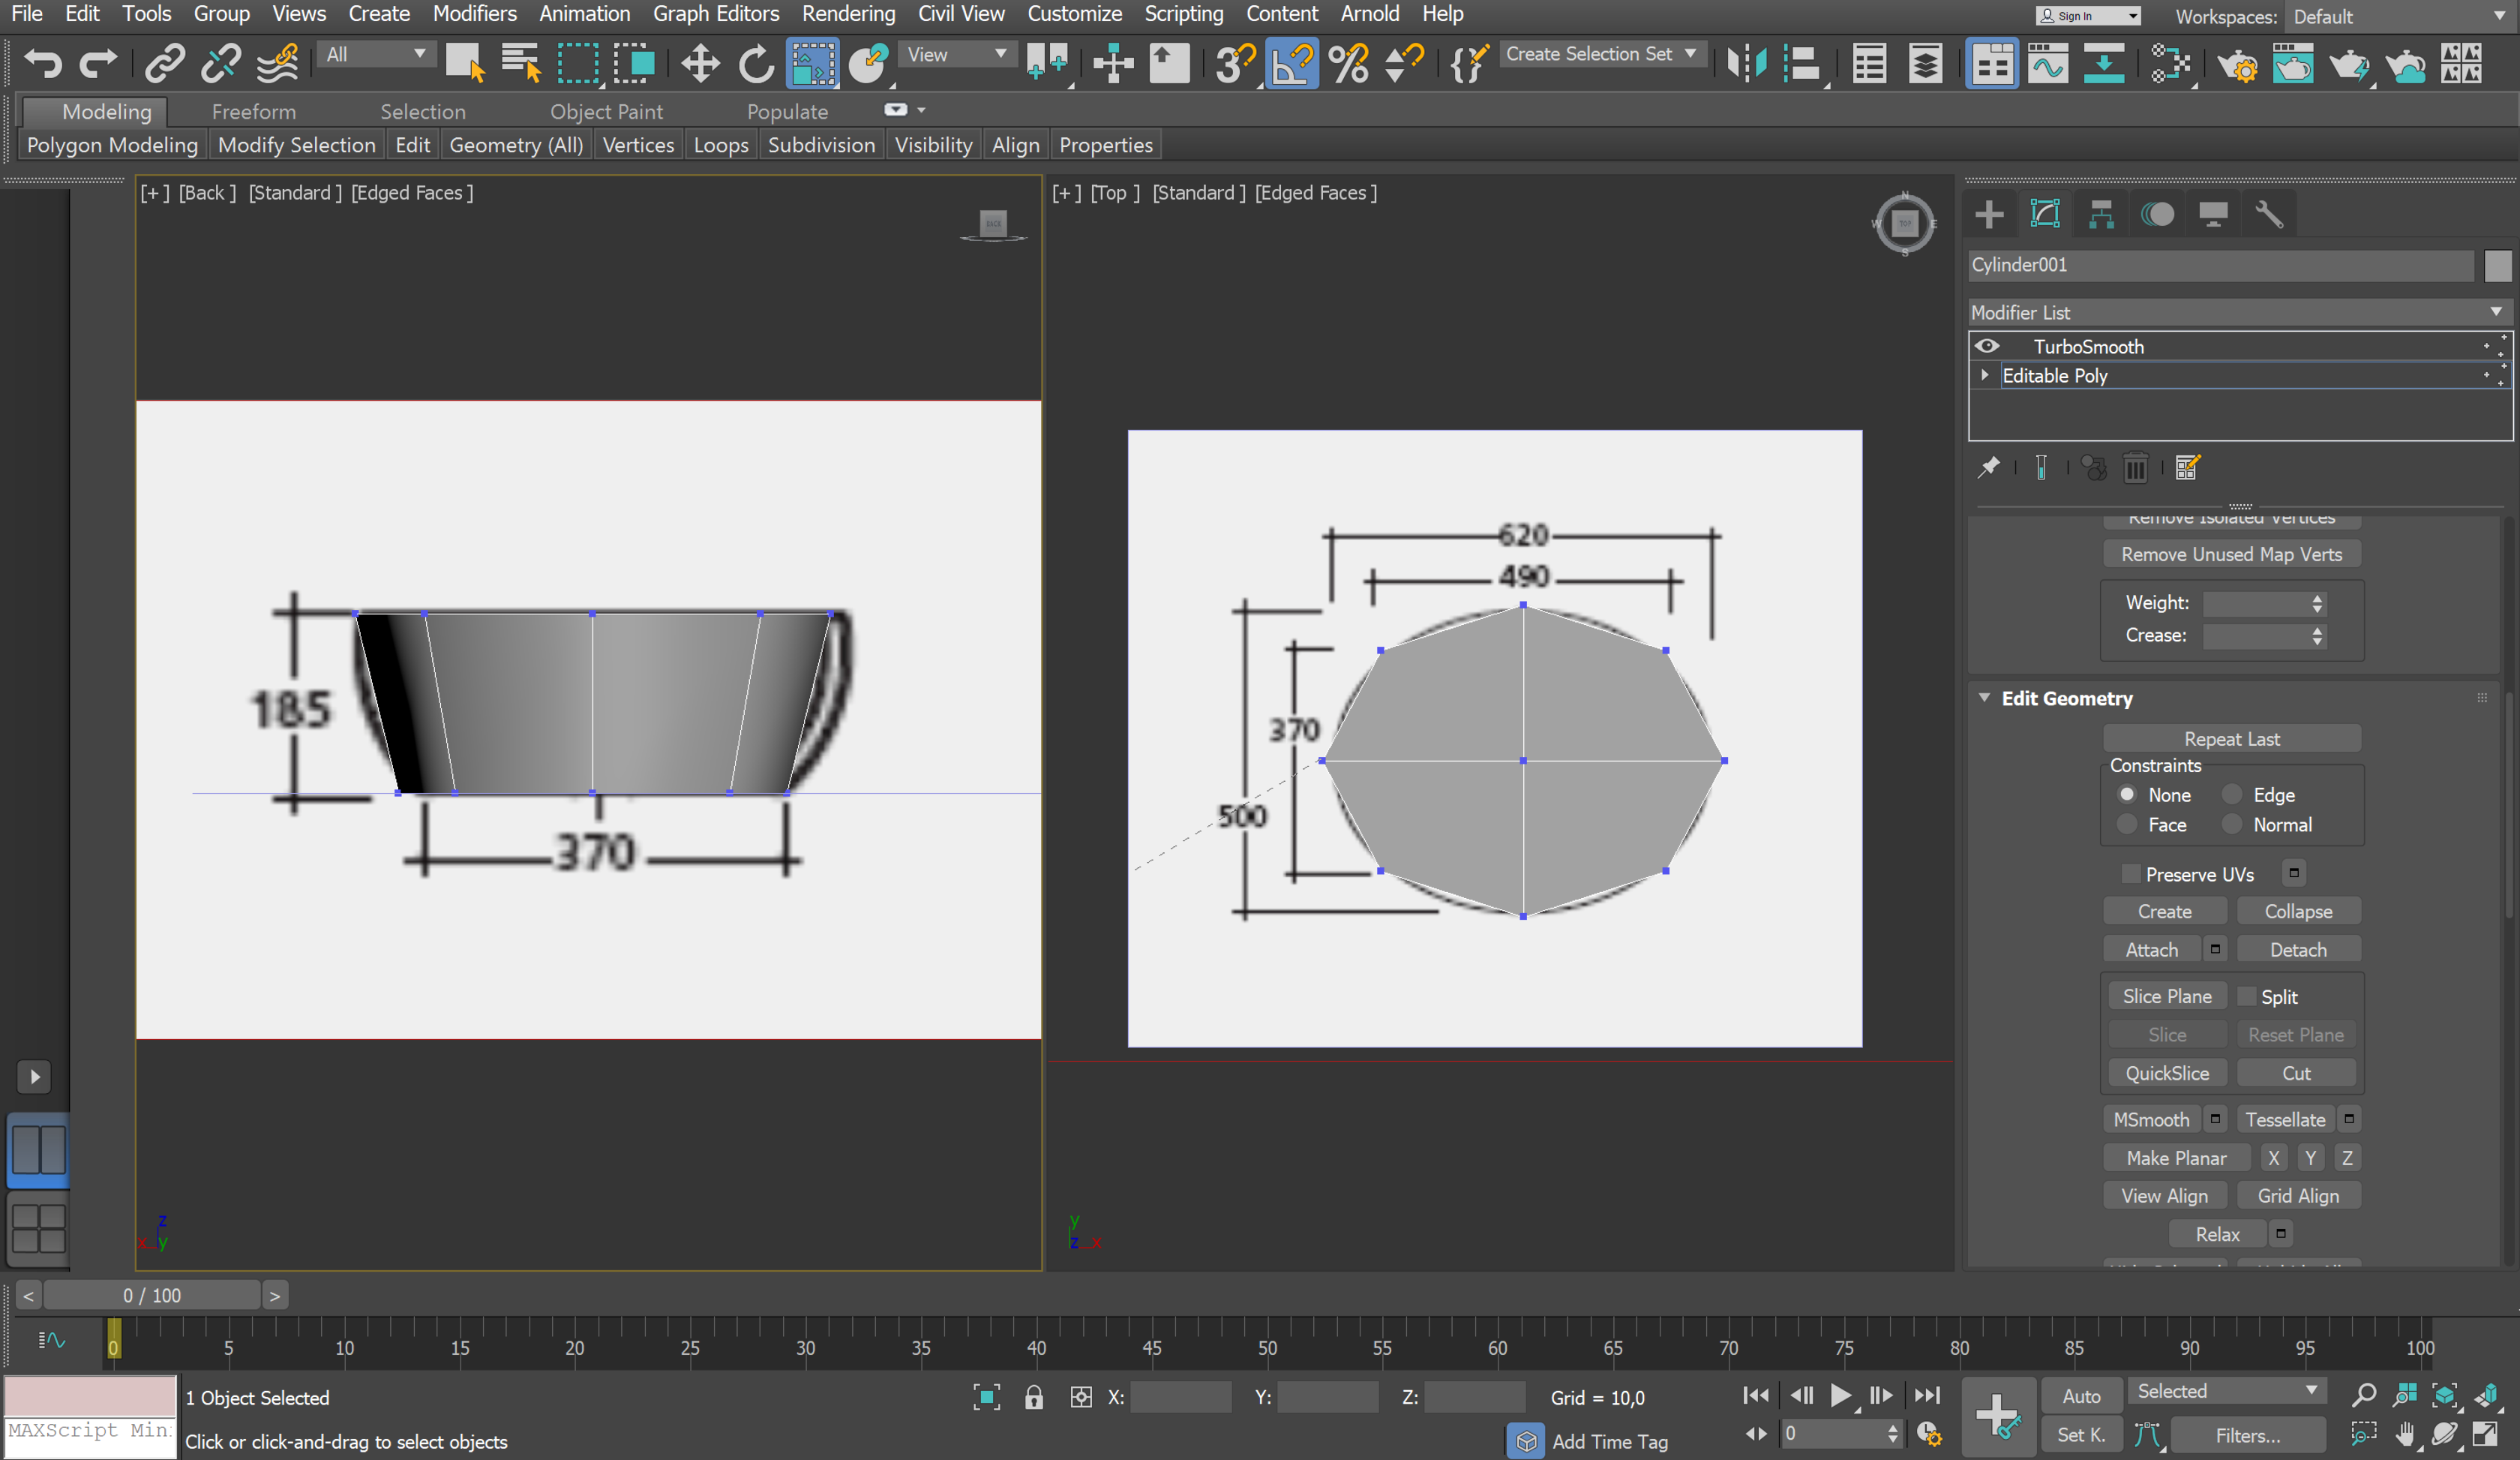 File Edit Tools Group Views Create Modifiers Animation Graph Editors Rendering Civil View Customize Scripting Content Arnold Help
Sign In
Workspaces: Default
All
View
Create Selection Set
Modeling Freeform Selection Object Paint Populate
Polygon Modeling Modify Selection Edit Geometry (All) Vertices Loops Subdivision Visibility Align Properties
[+] [Back] [Standard] [Edged Faces]
BACK
185
370
z
x y
[+] [Top] [Standard] [Edged Faces]
N
W TOP E
S
620
490
370
500
y
z x
Cylinder001
Modifier List
TurboSmooth
Editable Poly
Remove Isolated Vertices
Remove Unused Map Verts
Weight:
Crease:
Edit Geometry
Repeat Last
Constraints
None Edge
Face Normal
Preserve UVs
Create Collapse
Attach Detach
Slice Plane Split
Slice Reset Plane
QuickSlice Cut
MSmooth Tessellate
Make Planar X Y Z
View Align Grid Align
Relax
< 0 / 100 >
0 5 10 15 20 25 30 35 40 45 50 55 60 65 70 75 80 85 90 95 100
1 Object Selected
X: Y: Z: Grid = 10,0
Auto Selected
MAXScript Min
Click or click-and-drag to select objects
Add Time Tag
0
Set K. Filters...